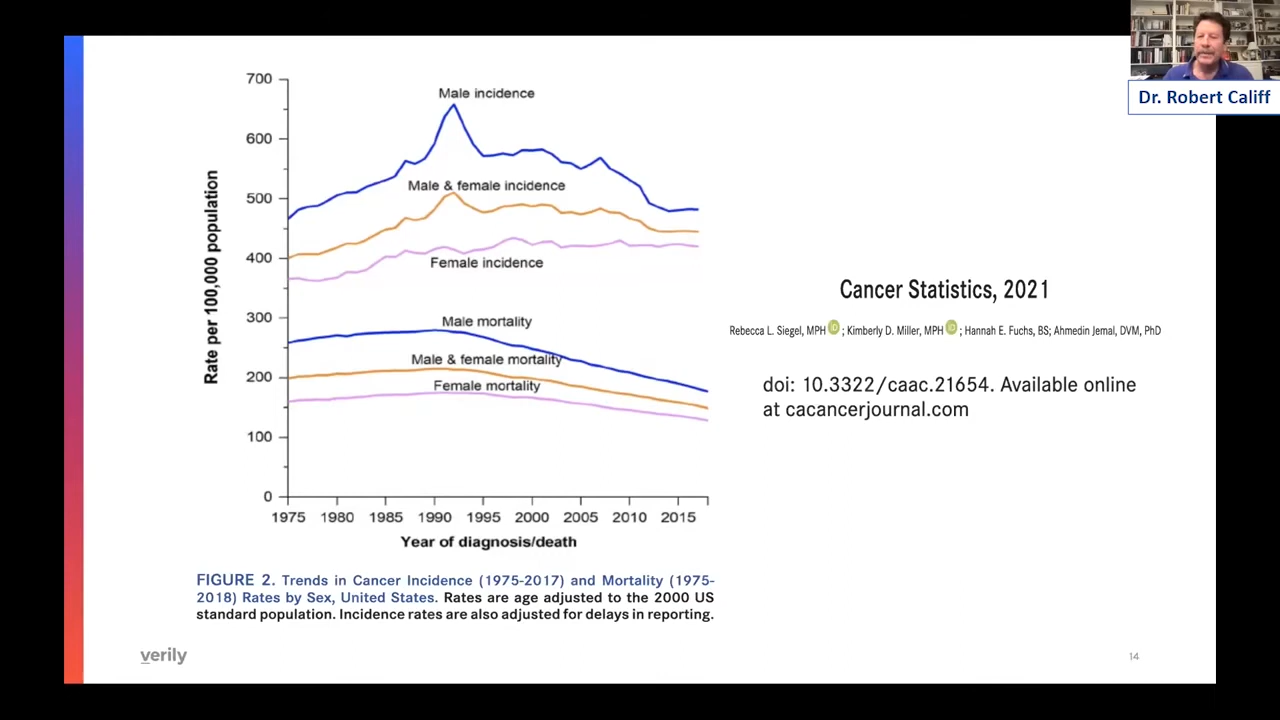 Dr. Robert Califf
700
600
500
400
300
200
100
0
Rate per 100,000 population
Male incidence
Male & female incidence
Female incidence
Male mortality
Male & female mortality
Female mortality
1975 1980 1985 1990 1995 2000 2005 2010 2015
Year of diagnosis/death
FIGURE 2. Trends in Cancer Incidence (1975-2017) and Mortality (1975-
2018) Rates by Sex, United States. Rates are age adjusted to the 2000 US
standard population. Incidence rates are also adjusted for delays in reporting.
Cancer Statistics, 2021
Rebecca L. Siegel, MPH iD ; Kimberly D. Miller, MPH iD ; Hannah E. Fuchs, BS; Ahmedin Jemal, DVM, PhD
doi: 10.3322/caac.21654. Available online
at cacancerjournal.com
verily
14